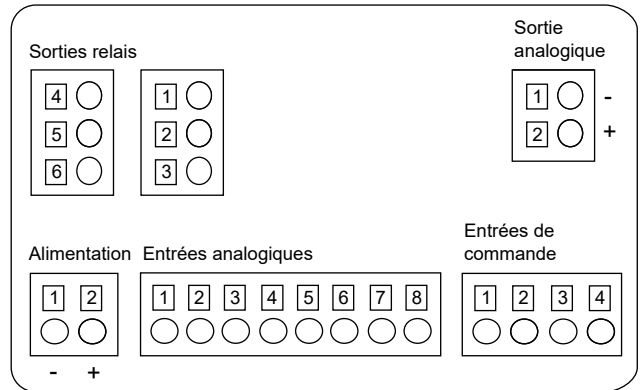 Sortie
analogique
Sorties relais
4 1 1 -
5 2 2 +
6 3
Entrées de
commande
Alimentation Entrées analogiques
1 2 1 2 3 4 5 6 7 8 1 2 3 4
- +